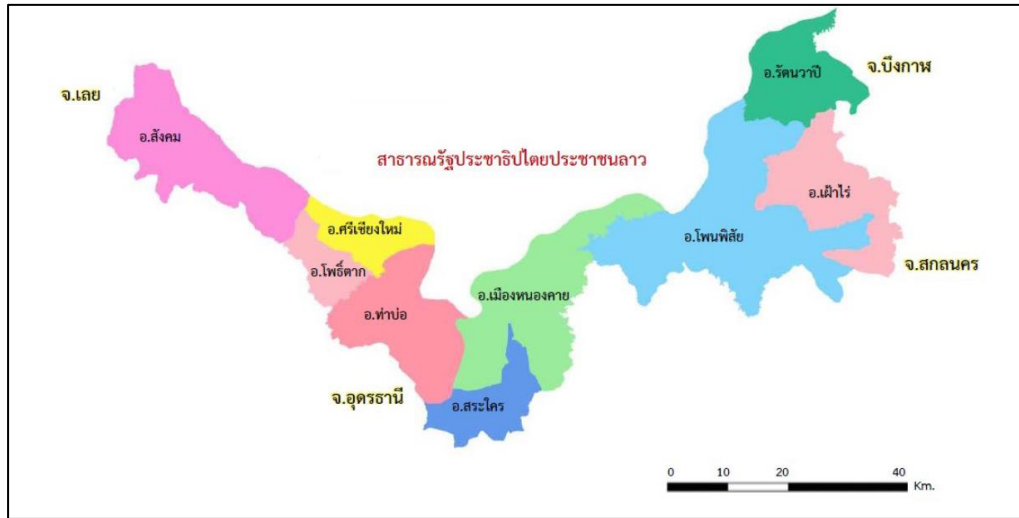 อ.รัตนวาปี
จ.บึงกาฬ
จ.เลย
อ.สังคม
สาธารณรัฐประชาธิปไตยประชาชนลาว
อ.เฝ้าไร่
อ.ศรีเชียงใหม่
อ.โพนพิสัย
อ.โพธิ์ตาก
จ.สกลนคร
อ.เมืองหนองคาย
อ.ท่าบ่อ
จ.อุดรธานี
อ.สระใคร
0 10 20 40
Km.